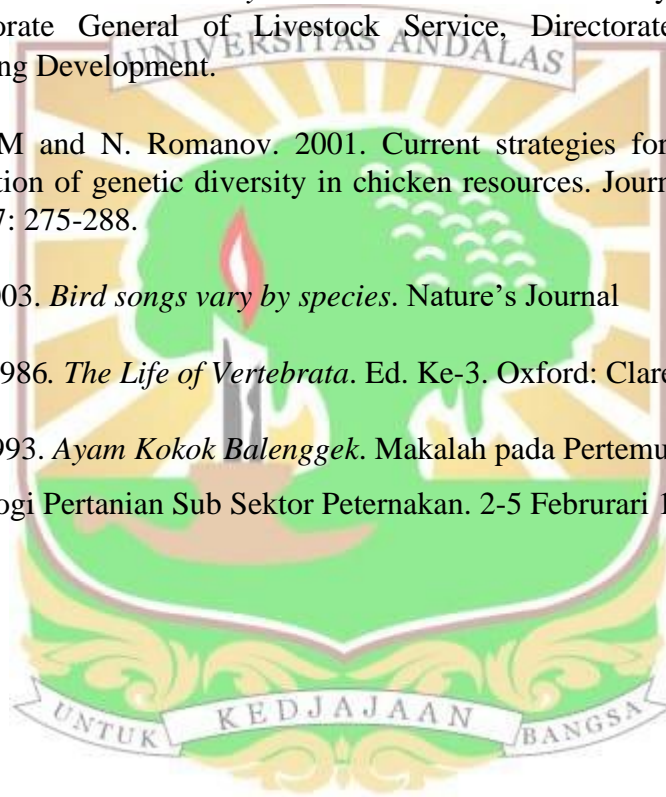 orate General of Livestock Service, Directorate
UNIVERSITAS ANDALAS
ng Development.
M and N. Romanov. 2001. Current strategies for
tion of genetic diversity in chicken resources. Journ
7: 275-288.
003. Bird songs vary by species. Nature’s Journal
986. The Life of Vertebrata. Ed. Ke-3. Oxford: Clare
993. Ayam Kokok Balenggek. Makalah pada Pertemu
ogi Pertanian Sub Sektor Peternakan. 2-5 Februrari 1
UNTUK KEDJAJAAN BANGSA